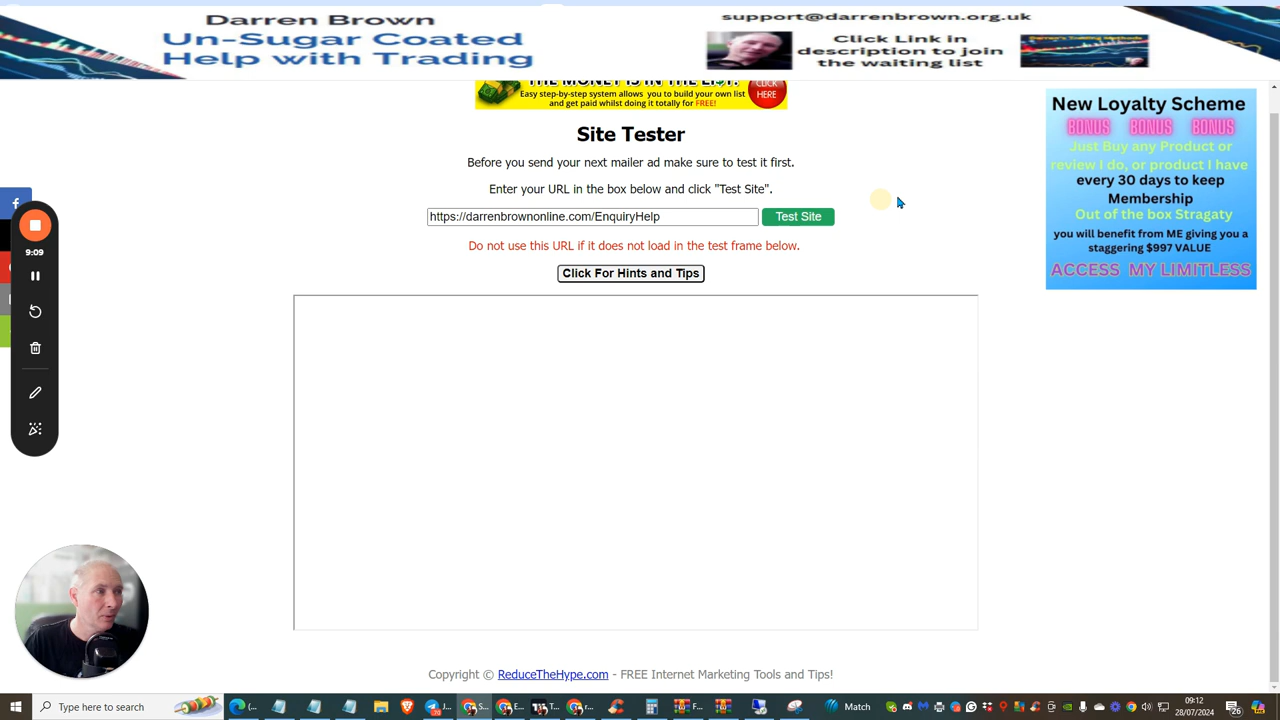 Darren Brown
Un-Sugar Coated
Help with Trading
support@darrenbrown.org.uk
Click Link in
description to join
the waiting list
THE MONEY IS IN THE LIST!
Easy step-by-step system allows you to build your own list
and get paid whilst doing it totally for FREE!
CLICK
HERE
Site Tester
Before you send your next mailer ad make sure to test it first.
Enter your URL in the box below and click "Test Site".
https://darrenbrownonline.com/EnquiryHelp
Test Site
Do not use this URL if it does not load in the test frame below.
Click For Hints and Tips
New Loyalty Scheme
BONUS BONUS BONUS
Just Buy any Product or
review I do, or product I have
every 30 days to keep
Membership
Out of the box Stragaty
you will benefit from ME giving you a
staggering $997 VALUE
ACCESS MY LIMITLESS
9:09
Copyright © ReduceTheHype.com - FREE Internet Marketing Tools and Tips!
Type here to search
Match
09:12
28/07/2024